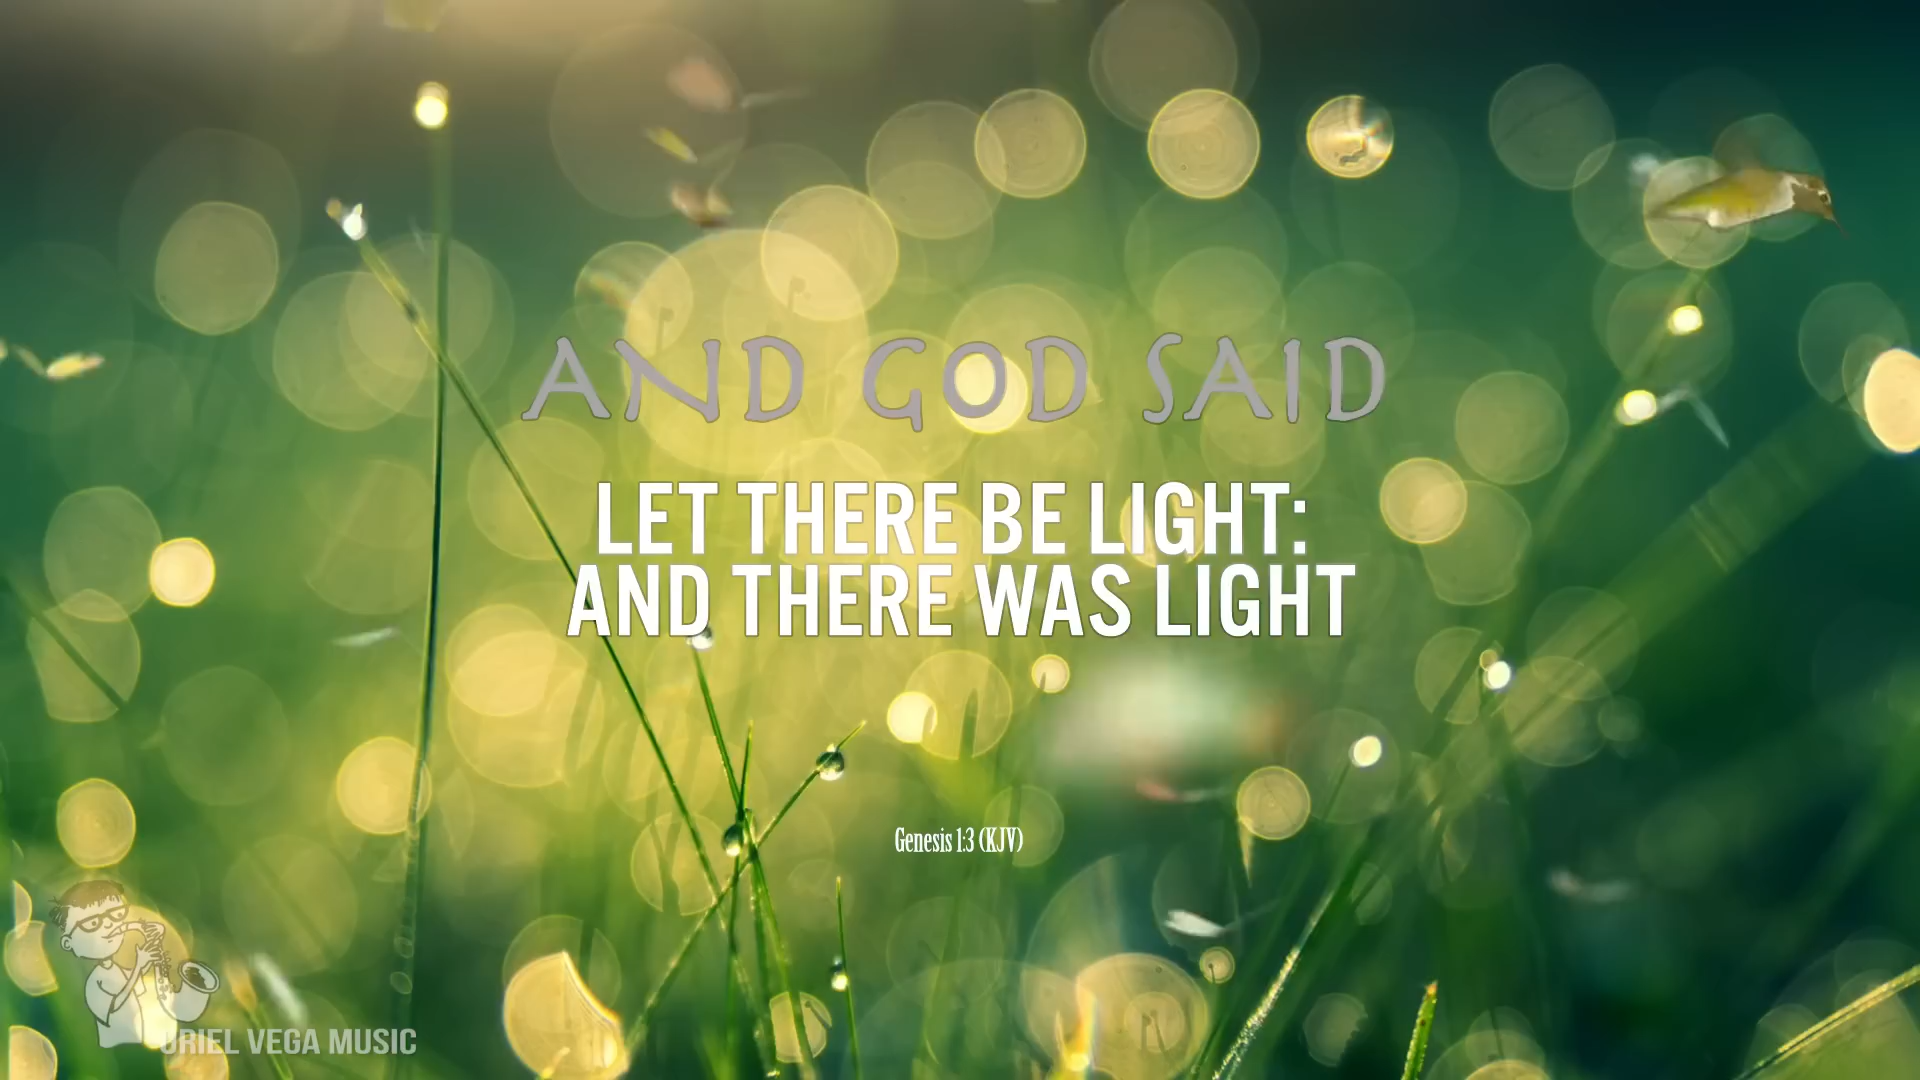 AND GOD SAID
LET THERE BE LIGHT:
AND THERE WAS LIGHT
Genesis 1:3 (KJV)
URIEL VEGA MUSIC